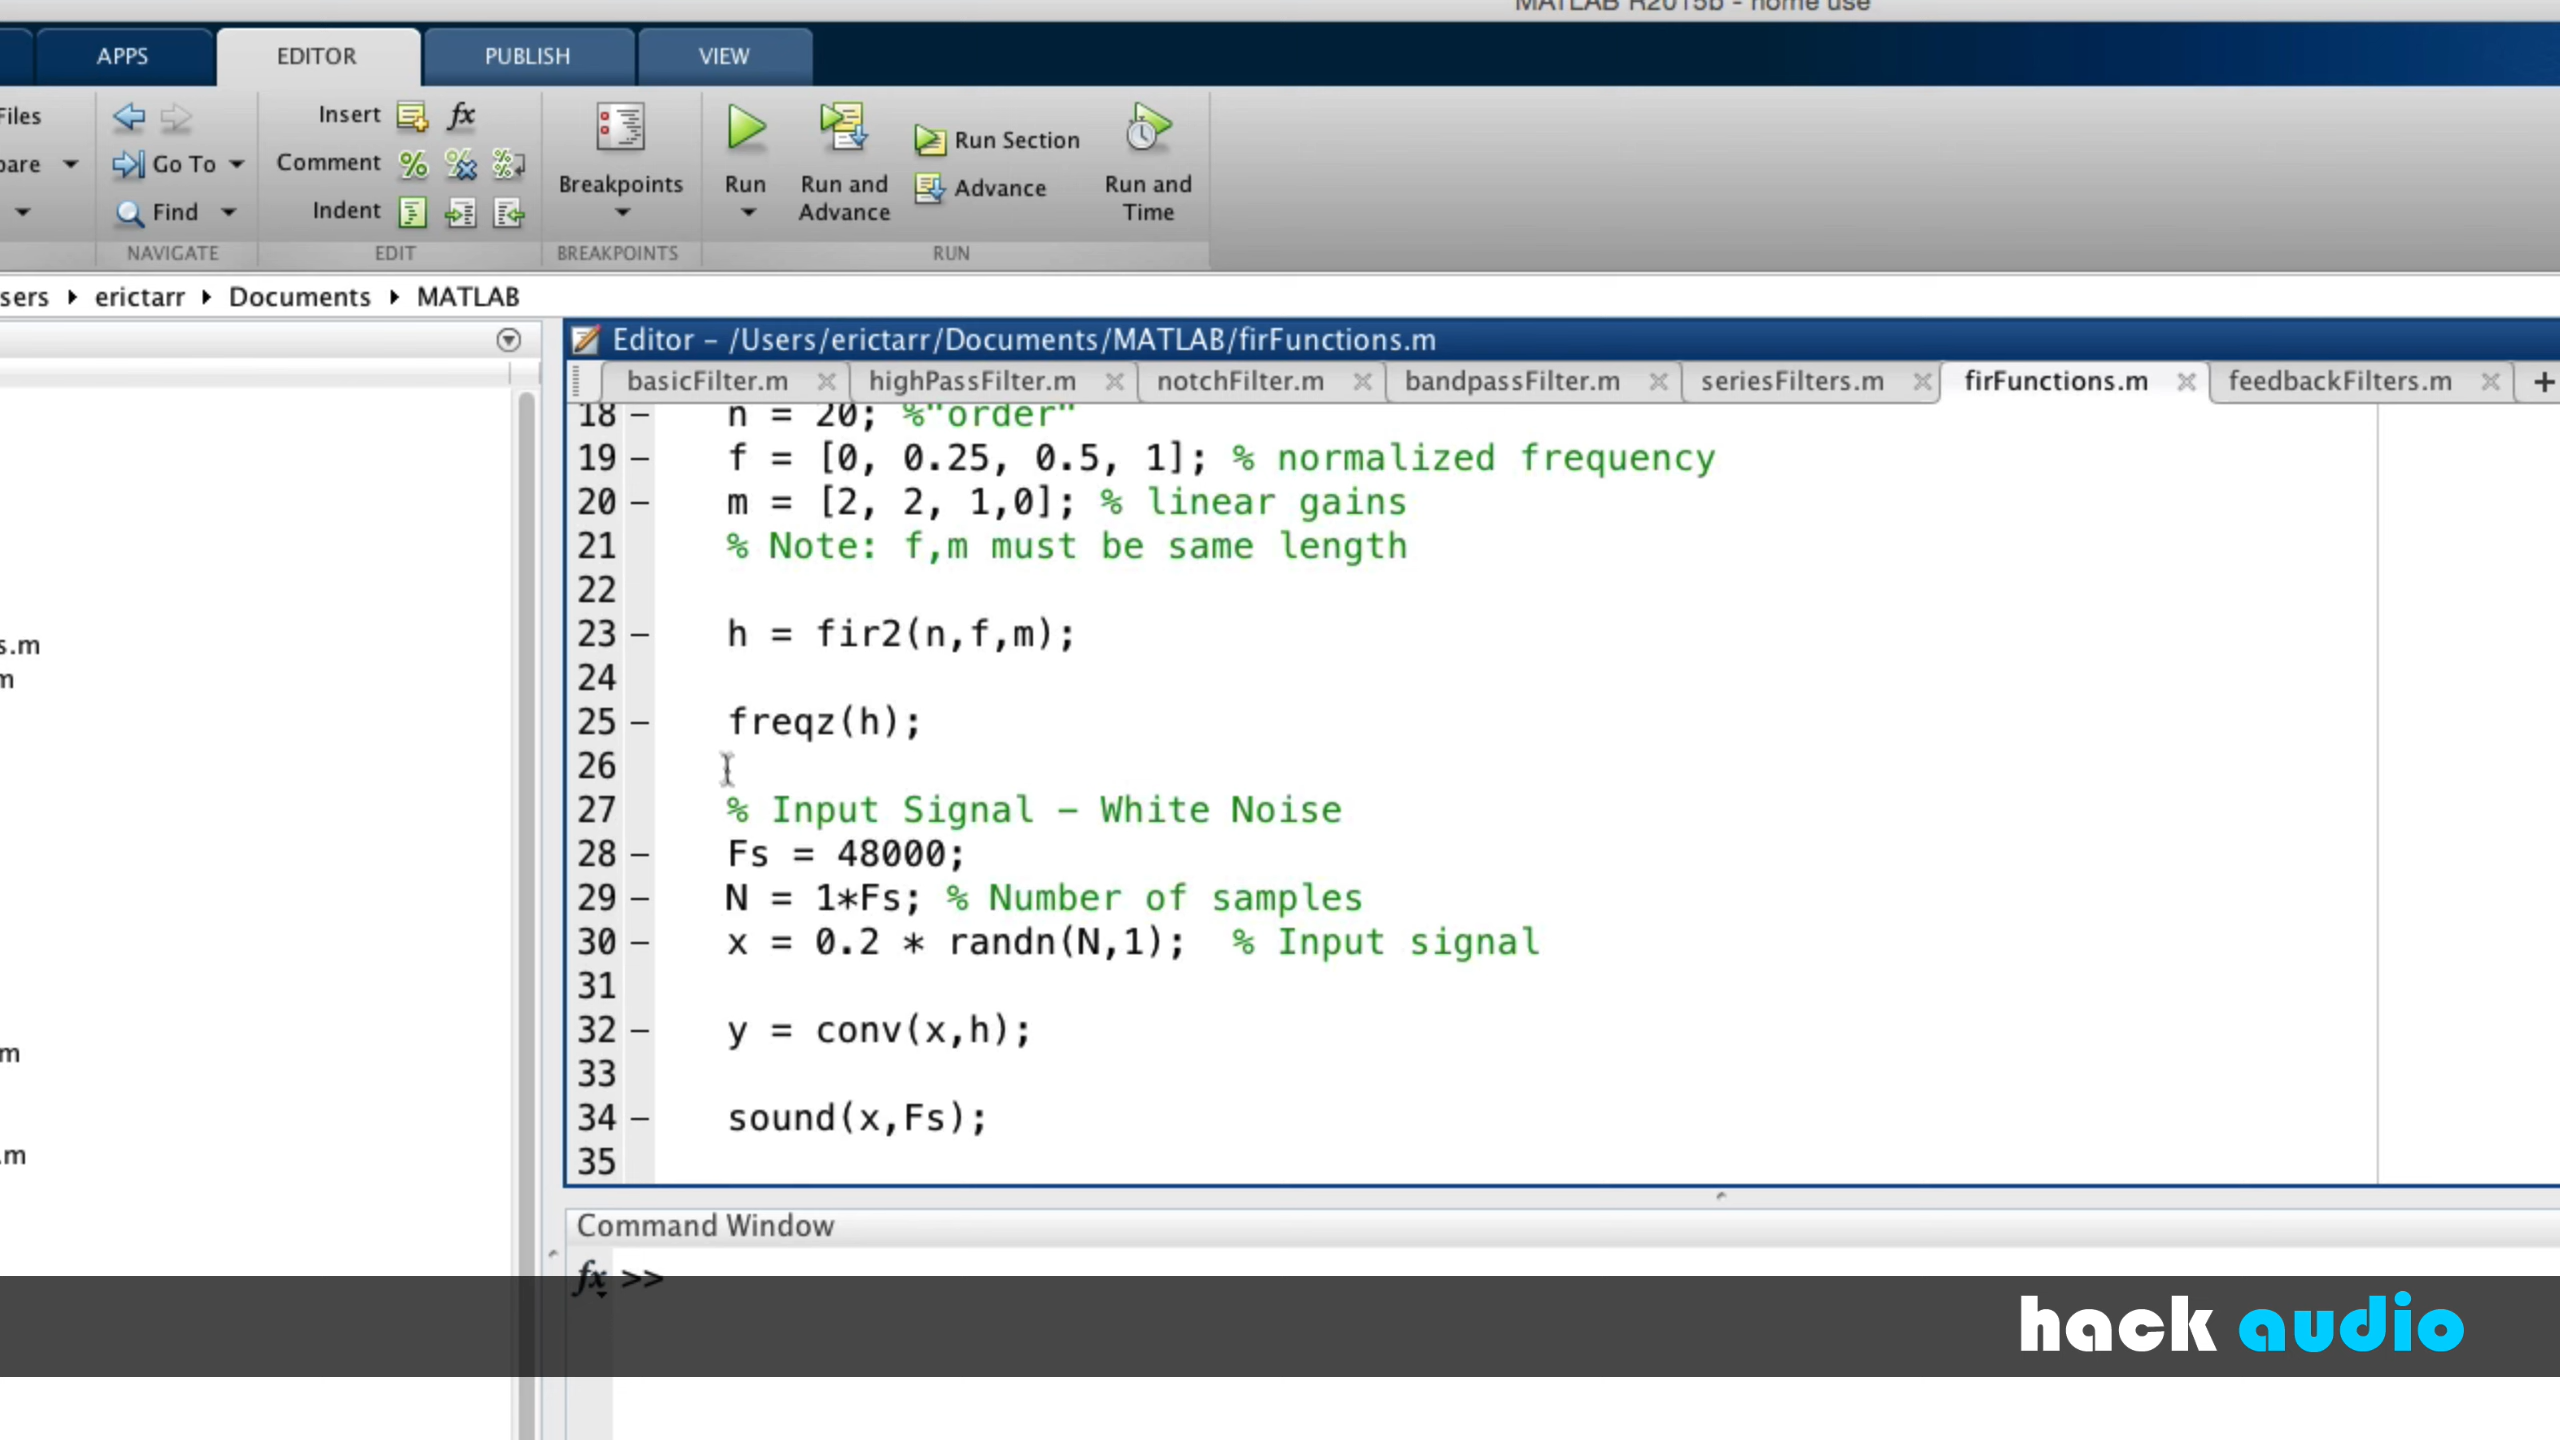 MATLAB R2015b - home use
APPS EDITOR PUBLISH VIEW
Files
Go To
Find
NAVIGATE
Insert fx
Comment
Indent
EDIT
Breakpoints
BREAKPOINTS
Run
Run and Advance
Run Section
Advance
Run and Time
RUN
sers erictarr Documents MATLAB
Editor - /Users/erictarr/Documents/MATLAB/firFunctions.m
basicFilter.m highPassFilter.m notchFilter.m bandpassFilter.m seriesFilters.m firFunctions.m feedbackFilters.m +
18 - n = 20; %"order"
19 - f = [0, 0.25, 0.5, 1]; % normalized frequency
20 - m = [2, 2, 1,0]; % linear gains
21 % Note: f,m must be same length
22
23 - h = fir2(n,f,m);
24
25 - freqz(h);
26
27 % Input Signal - White Noise
28 - Fs = 48000;
29 - N = 1*Fs; % Number of samples
30 - x = 0.2 * randn(N,1);  % Input signal
31
32 - y = conv(x,h);
33
34 - sound(x,Fs);
35
s.m
m
m
.m
Command Window
fx >>
hack audio